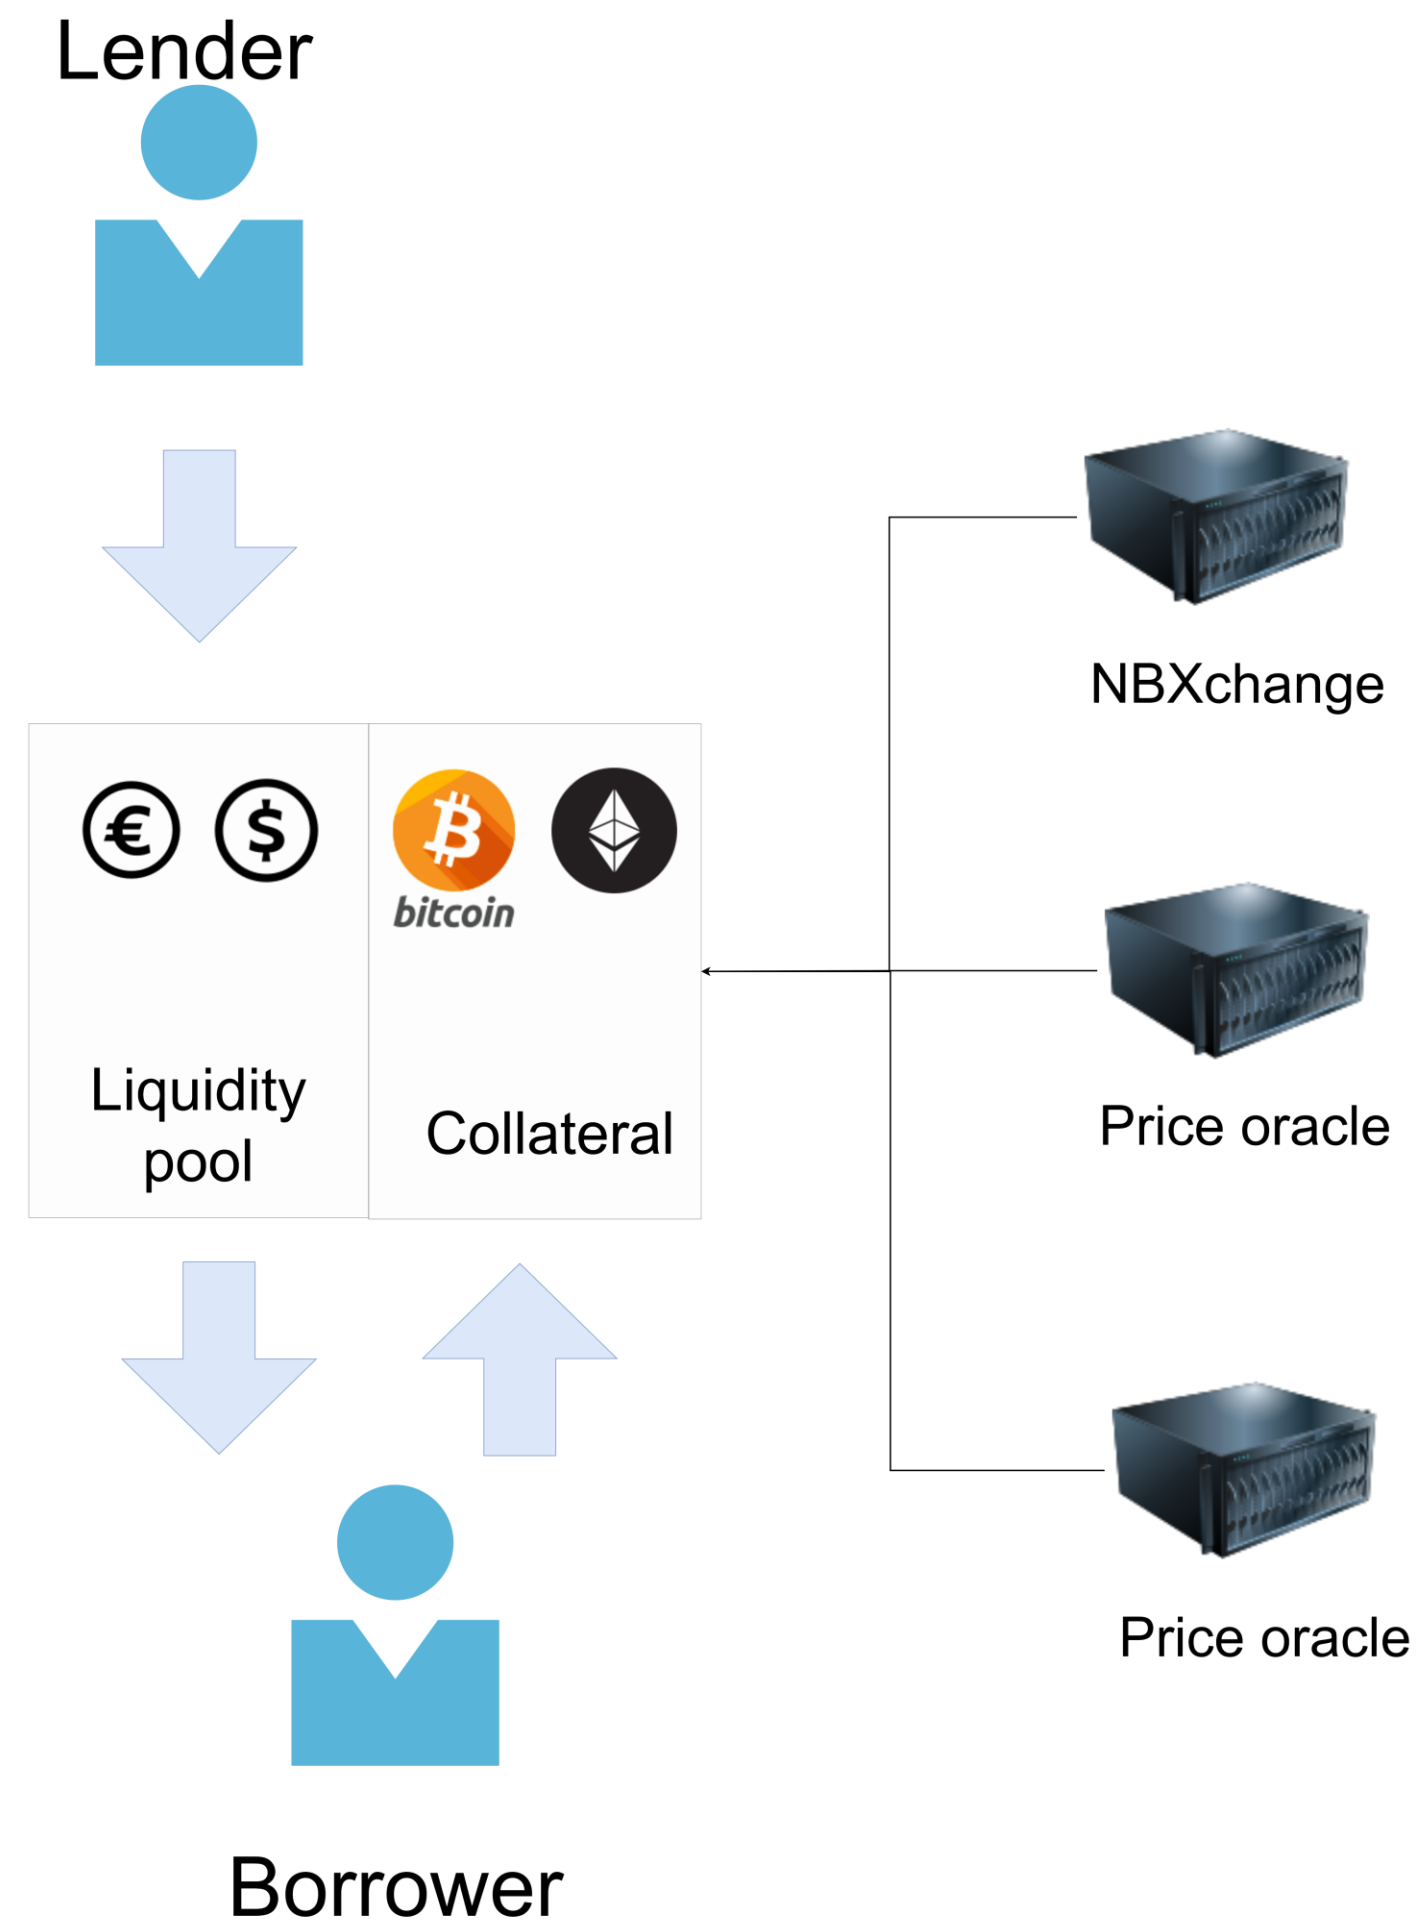 Lender
NBXchange
€ $
bitcoin
Liquidity
pool
Collateral
Price oracle
Price oracle
Borrower